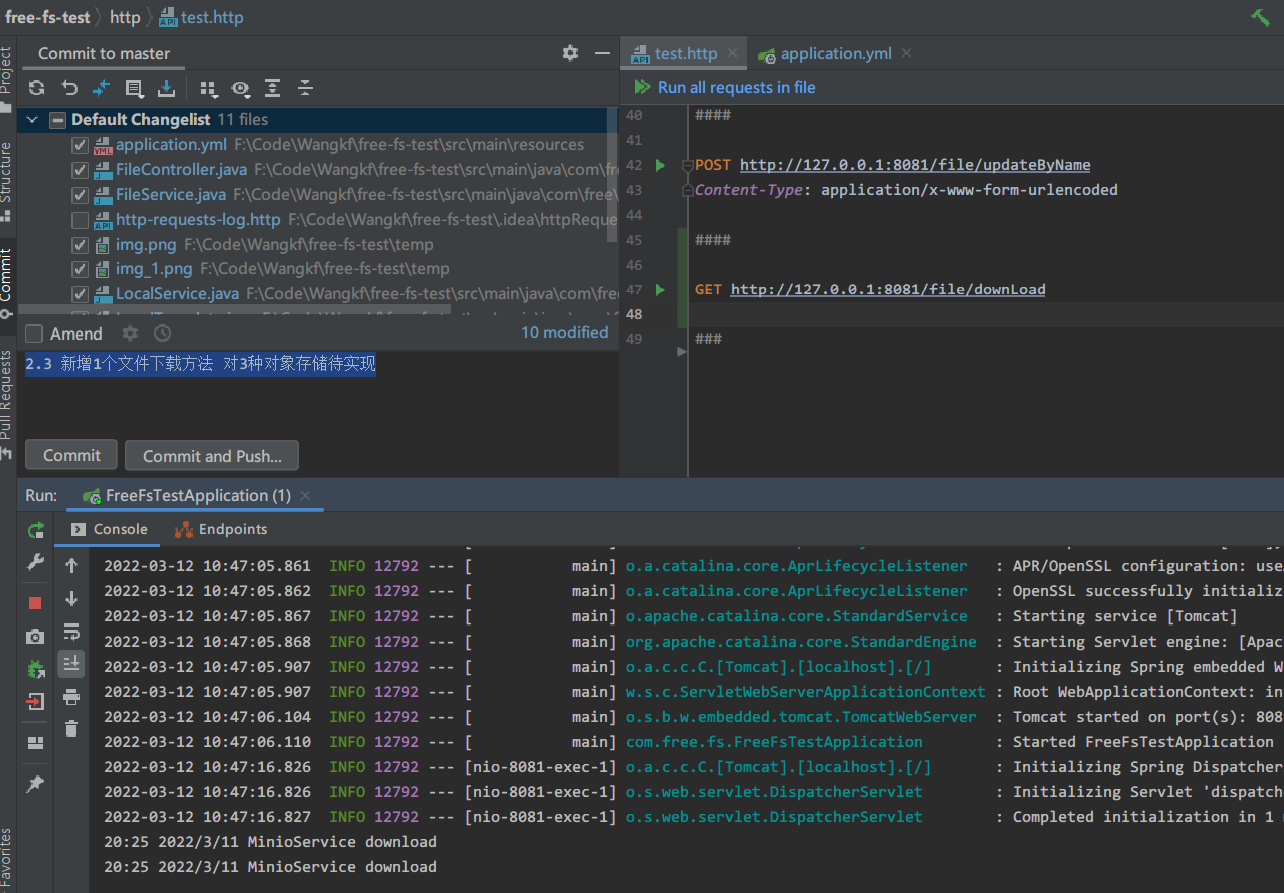 free-fs-test 〉 http 〉 test.http
Project
Structure
Commit
Pull Requests
Favorites
Commit to master
Default Changelist 11 files
application.yml F:\Code\Wangkf\free-fs-test\src\main\resources
FileController.java F:\Code\Wangkf\free-fs-test\src\main\java\com\fre
FileService.java F:\Code\Wangkf\free-fs-test\src\main\java\com\free\
http-requests-log.http F:\Code\Wangkf\free-fs-test\.idea\httpReque
img.png F:\Code\Wangkf\free-fs-test\temp
img_1.png F:\Code\Wangkf\free-fs-test\temp
LocalService.java F:\Code\Wangkf\free-fs-test\src\main\java\com\fre
Amend
10 modified
2.3 新增1个文件下载方法 对3种对象存储待实现
Commit
Commit and Push...
test.http
application.yml
Run all requests in file
40 ####
41
42 POST http://127.0.0.1:8081/file/updateByName
43 Content-Type: application/x-www-form-urlencoded
44
45 ####
46
47 GET http://127.0.0.1:8081/file/downLoad
48
49 ###
Run: FreeFsTestApplication (1)
Console Endpoints
2022-03-12 10:47:05.861 INFO 12792 --- [ main] o.a.catalina.core.AprLifecycleListener : APR/OpenSSL configuration: use
2022-03-12 10:47:05.862 INFO 12792 --- [ main] o.a.catalina.core.AprLifecycleListener : OpenSSL successfully initializ
2022-03-12 10:47:05.867 INFO 12792 --- [ main] o.apache.catalina.core.StandardService : Starting service [Tomcat]
2022-03-12 10:47:05.868 INFO 12792 --- [ main] org.apache.catalina.core.StandardEngine : Starting Servlet engine: [Apac
2022-03-12 10:47:05.907 INFO 12792 --- [ main] o.a.c.c.C.[Tomcat].[localhost].[/] : Initializing Spring embedded W
2022-03-12 10:47:05.907 INFO 12792 --- [ main] w.s.c.ServletWebServerApplicationContext : Root WebApplicationContext: in
2022-03-12 10:47:06.104 INFO 12792 --- [ main] o.s.b.w.embedded.tomcat.TomcatWebServer : Tomcat started on port(s): 808
2022-03-12 10:47:06.110 INFO 12792 --- [ main] com.free.fs.FreeFsTestApplication : Started FreeFsTestApplication
2022-03-12 10:47:16.826 INFO 12792 --- [nio-8081-exec-1] o.a.c.c.C.[Tomcat].[localhost].[/] : Initializing Spring Dispatcher
2022-03-12 10:47:16.826 INFO 12792 --- [nio-8081-exec-1] o.s.web.servlet.DispatcherServlet : Initializing Servlet 'dispatch
2022-03-12 10:47:16.827 INFO 12792 --- [nio-8081-exec-1] o.s.web.servlet.DispatcherServlet : Completed initialization in 1
20:25 2022/3/11 MinioService download
20:25 2022/3/11 MinioService download